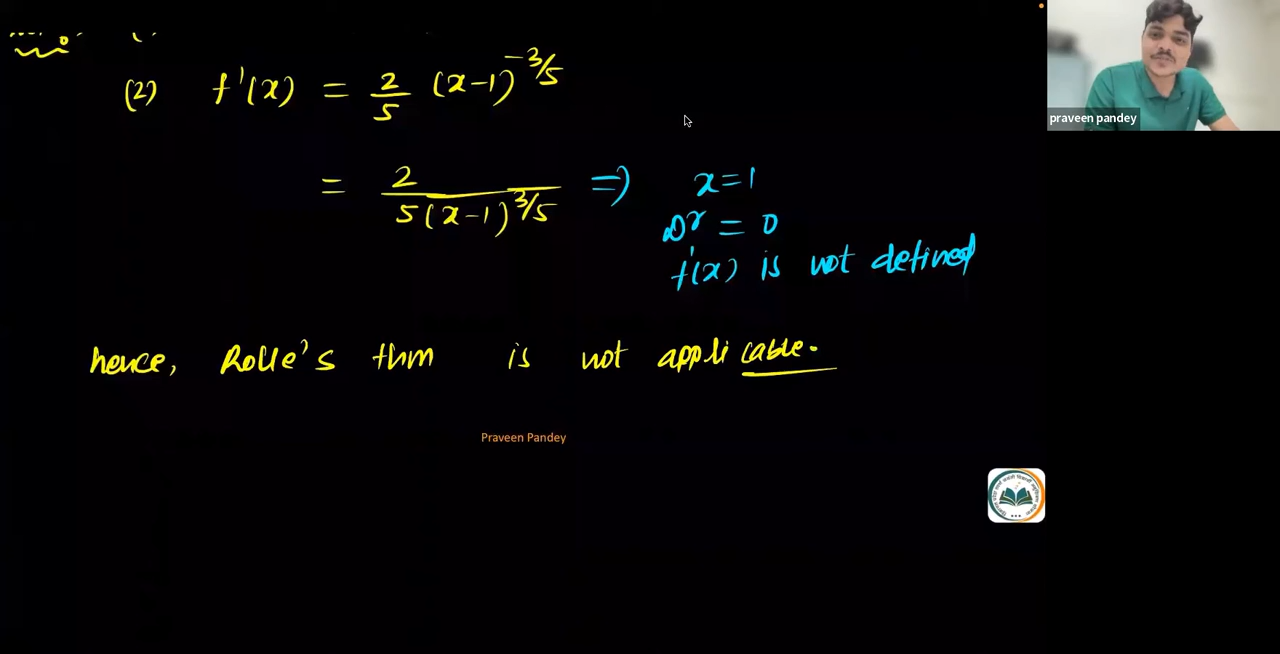 (2) f'(x) = 2/5 (x-1)^-3/5
= 2/5(x-1)^3/5 ⇒ x=1
Dr = 0
f'(x) is not defined
hence, Rolle's thm is not applicable.
praveen pandey
Praveen Pandey